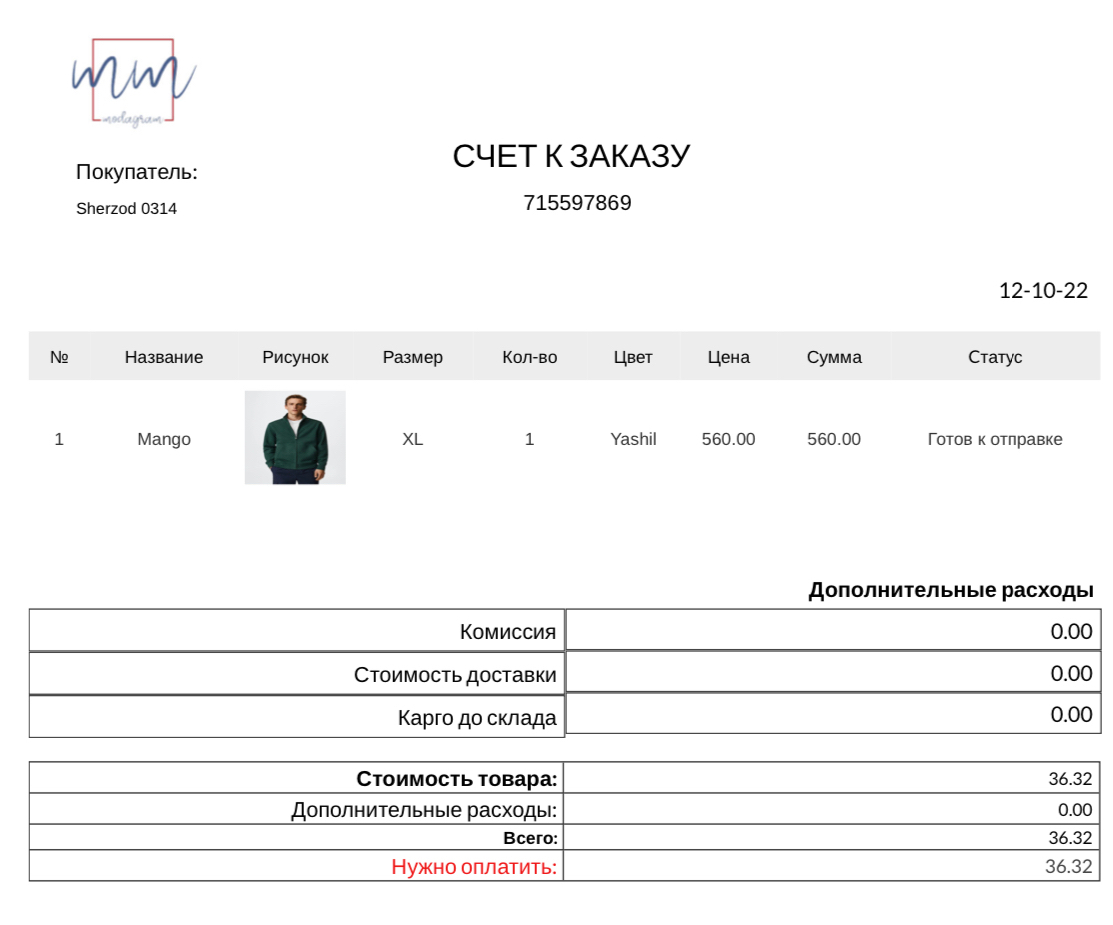 mm
modagram
СЧЕТ К ЗАКАЗУ
715597869
Покупатель:
Sherzod 0314
12-10-22
№ Название Рисунок Размер Кол-во Цвет Цена Сумма Статус
1 Mango XL 1 Yashil 560.00 560.00 Готов к отправке
Дополнительные расходы
Комиссия 0.00
Стоимость доставки 0.00
Карго до склада 0.00
Стоимость товара: 36.32
Дополнительные расходы: 0.00
Всего: 36.32
Нужно оплатить: 36.32